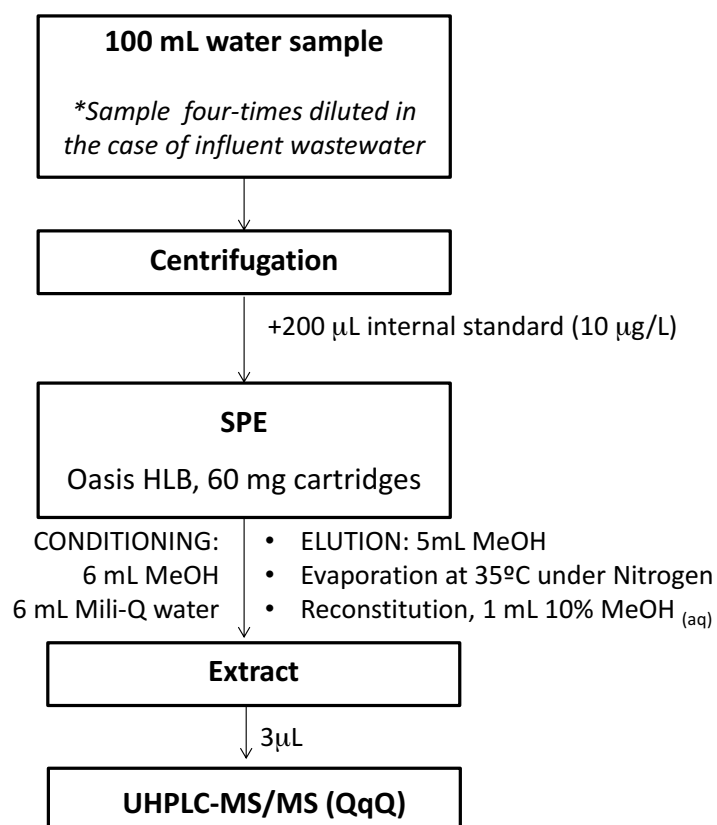 100 mL water sample
*Sample four-times diluted in
the case of influent wastewater
Centrifugation
+200 μL internal standard (10 μg/L)
SPE
Oasis HLB, 60 mg cartridges
CONDITIONING:
6 mL MeOH
6 mL Mili-Q water
• ELUTION: 5mL MeOH
• Evaporation at 35ºC under Nitrogen
• Reconstitution, 1 mL 10% MeOH (aq)
Extract
3μL
UHPLC-MS/MS (QqQ)